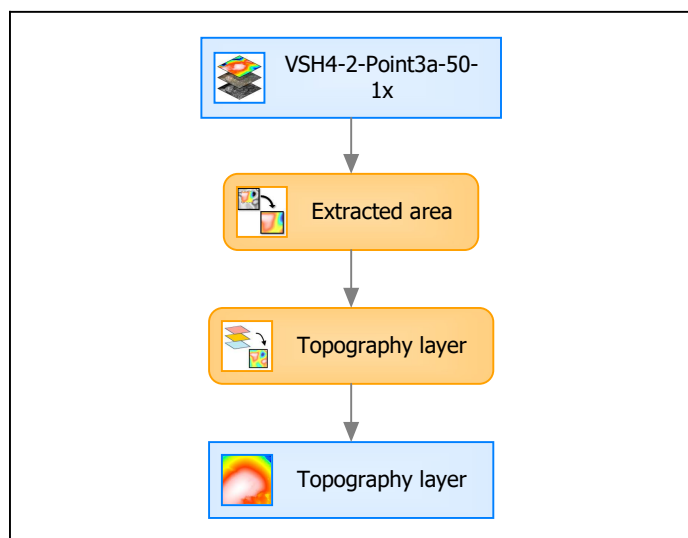 VSH4-2-Point3a-50-
1x
Extracted area
Topography layer
Topography layer